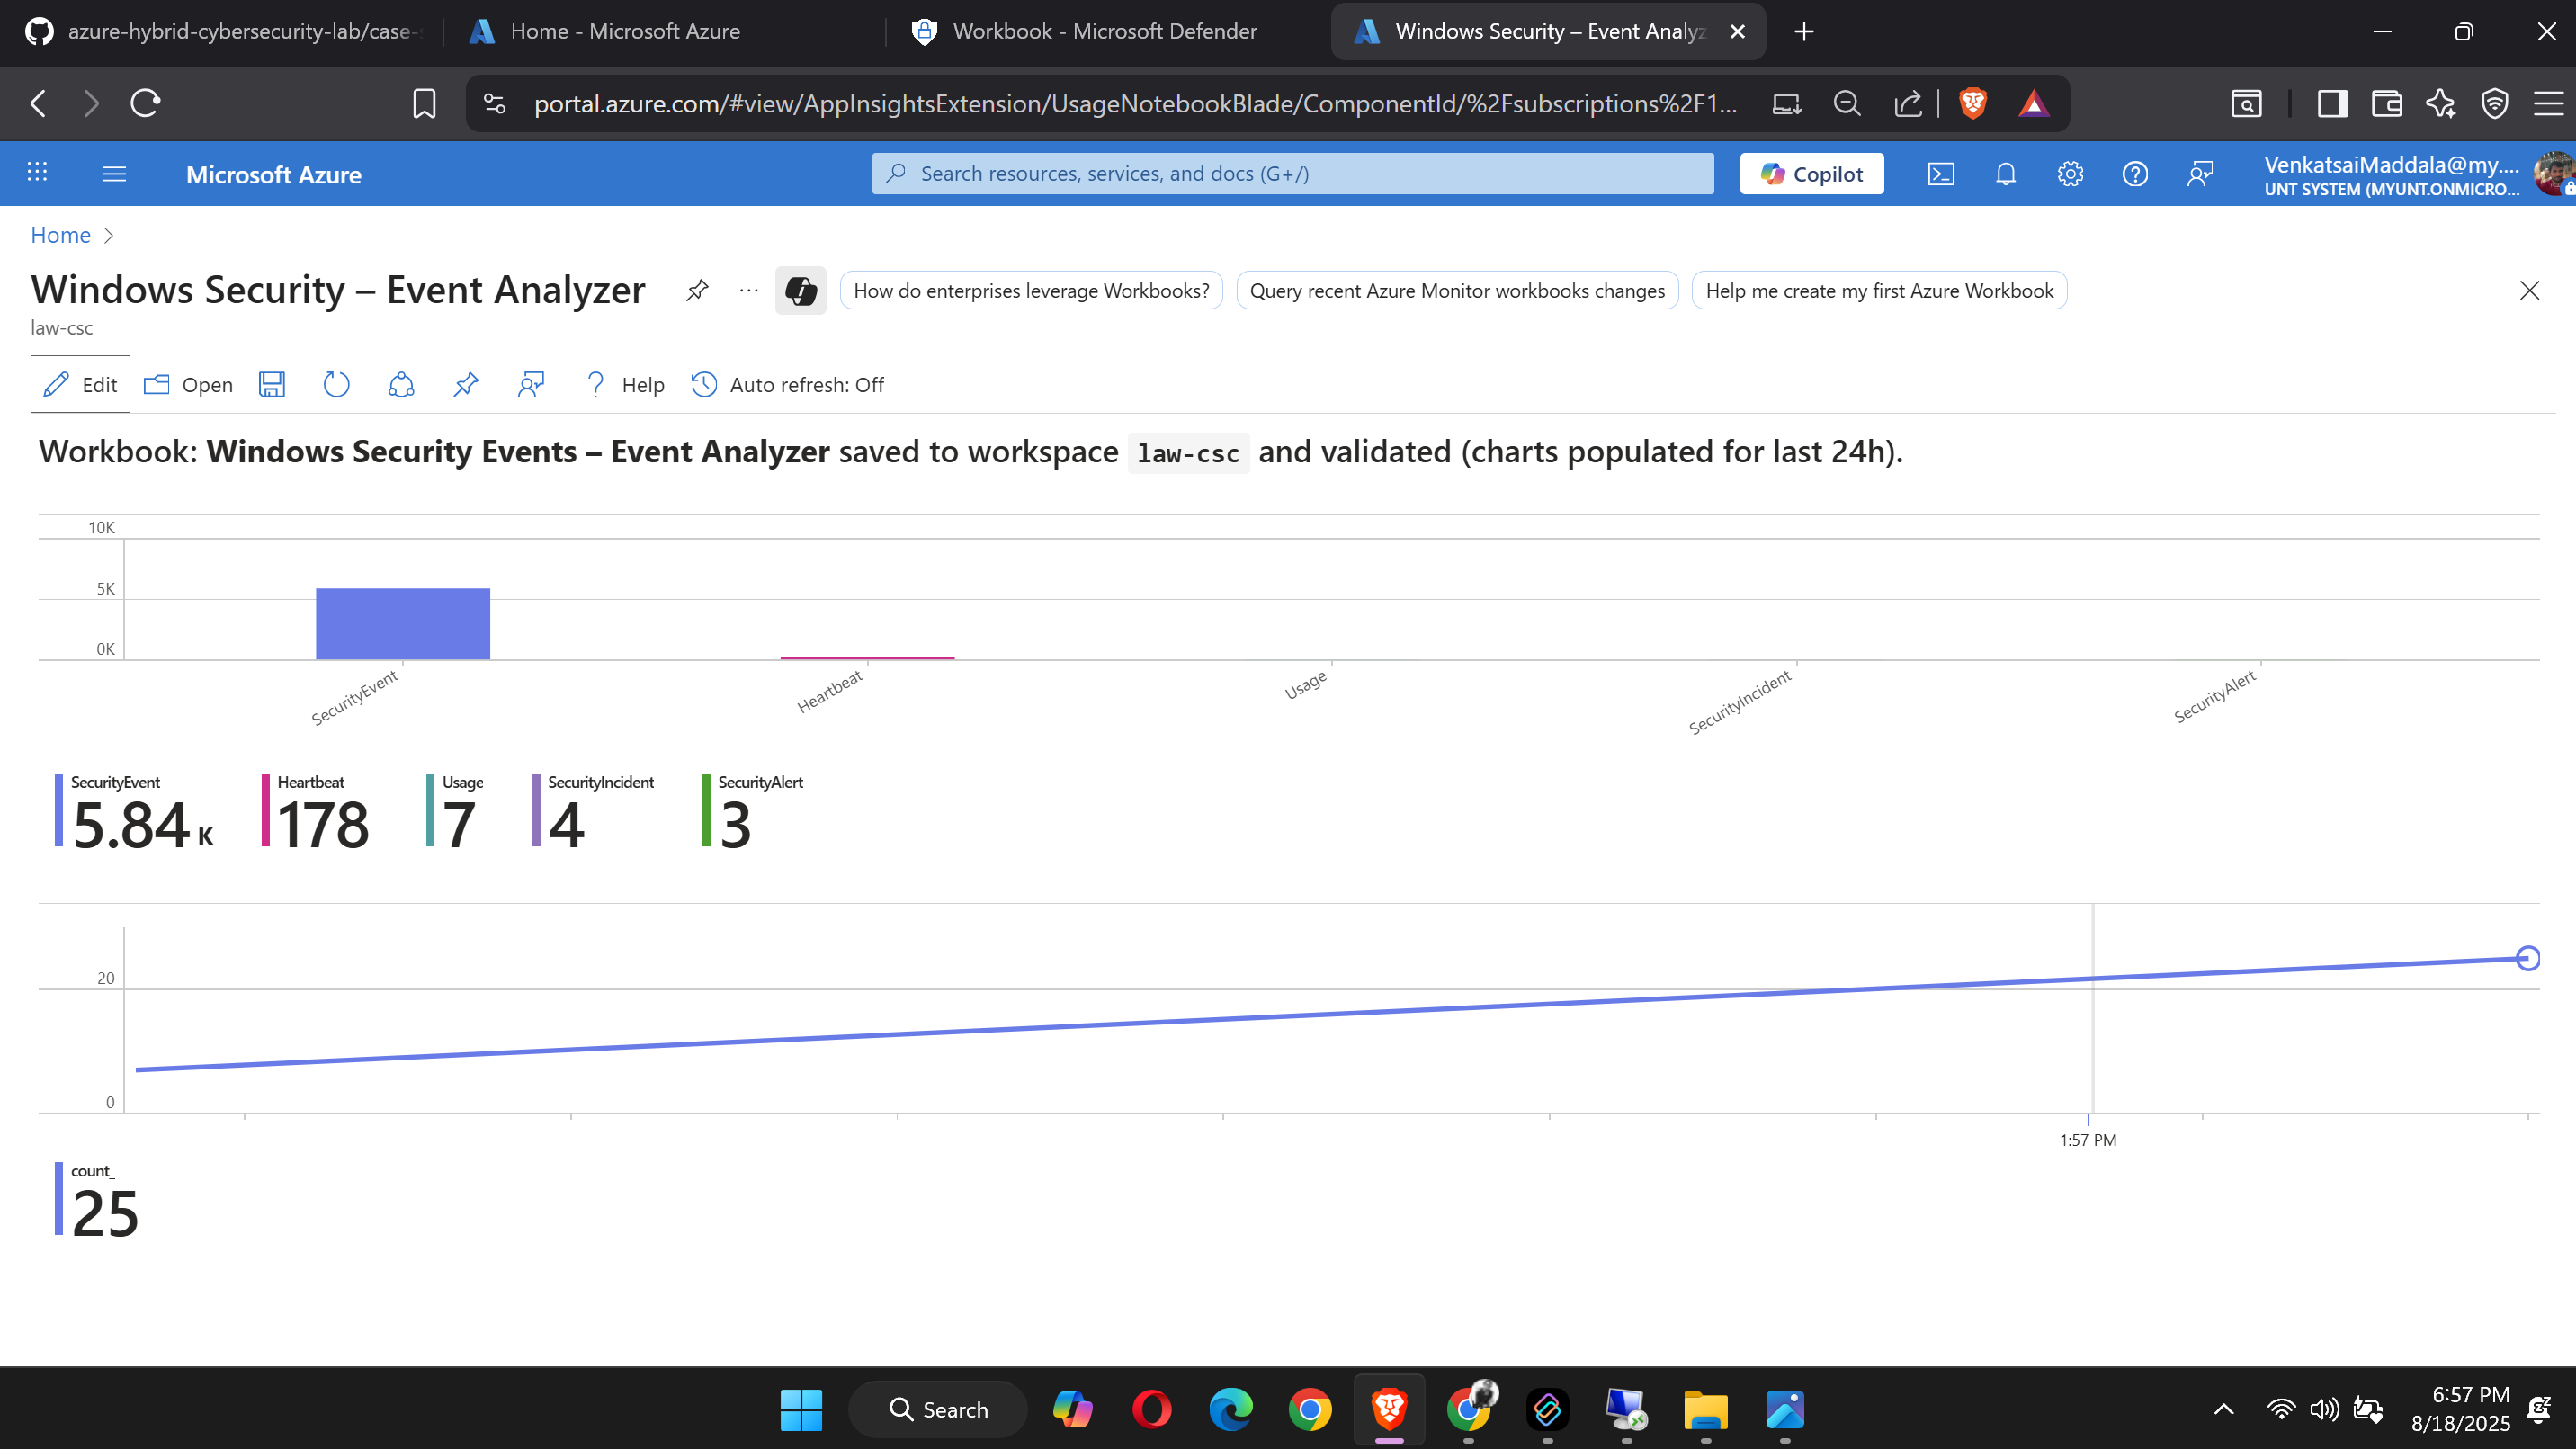 azure-hybrid-cybersecurity-lab/case-
Home - Microsoft Azure
Workbook - Microsoft Defender
Windows Security – Event Analyz
portal.azure.com/#view/AppInsightsExtension/UsageNotebookBlade/ComponentId/%2Fsubscriptions%2F1...
Microsoft Azure
Search resources, services, and docs (G+/)
Copilot
VenkatsaiMaddala@my....
UNT SYSTEM (MYUNT.ONMICRO...
Home
Windows Security – Event Analyzer
How do enterprises leverage Workbooks?
Query recent Azure Monitor workbooks changes
Help me create my first Azure Workbook
law-csc
Edit
Open
Help
Auto refresh: Off
Workbook: Windows Security Events – Event Analyzer saved to workspace law-csc and validated (charts populated for last 24h).
10K
5K
0K
SecurityEvent
Heartbeat
Usage
SecurityIncident
SecurityAlert
SecurityEvent
5.84 K
Heartbeat
178
Usage
7
SecurityIncident
4
SecurityAlert
3
20
0
1:57 PM
count_
25
Search
6:57 PM
8/18/2025